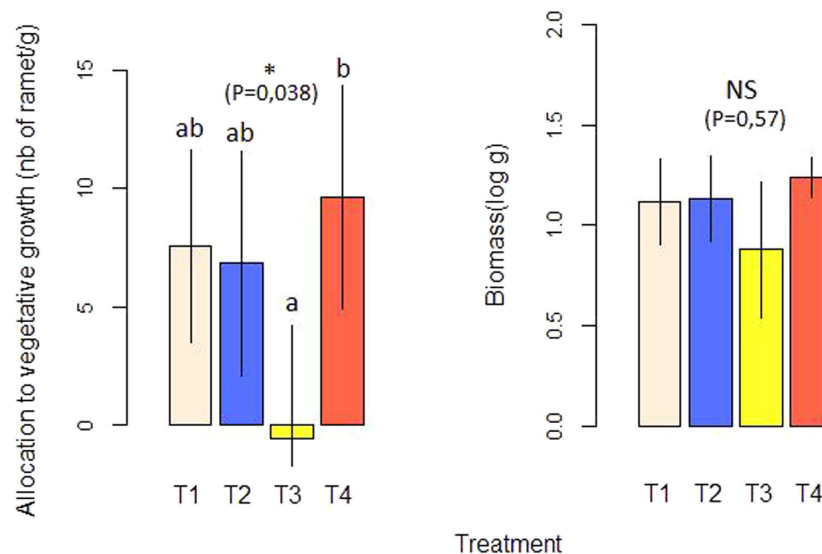 Allocation to vegetative growth (nb of ramet/g)
15
10
5
0
*
(P=0,038)
ab
ab
a
b
T1 T2 T3 T4
Biomass(log g)
2.0
1.5
1.0
0.5
0.0
NS
(P=0,57)
T1 T2 T3 T4
Treatment